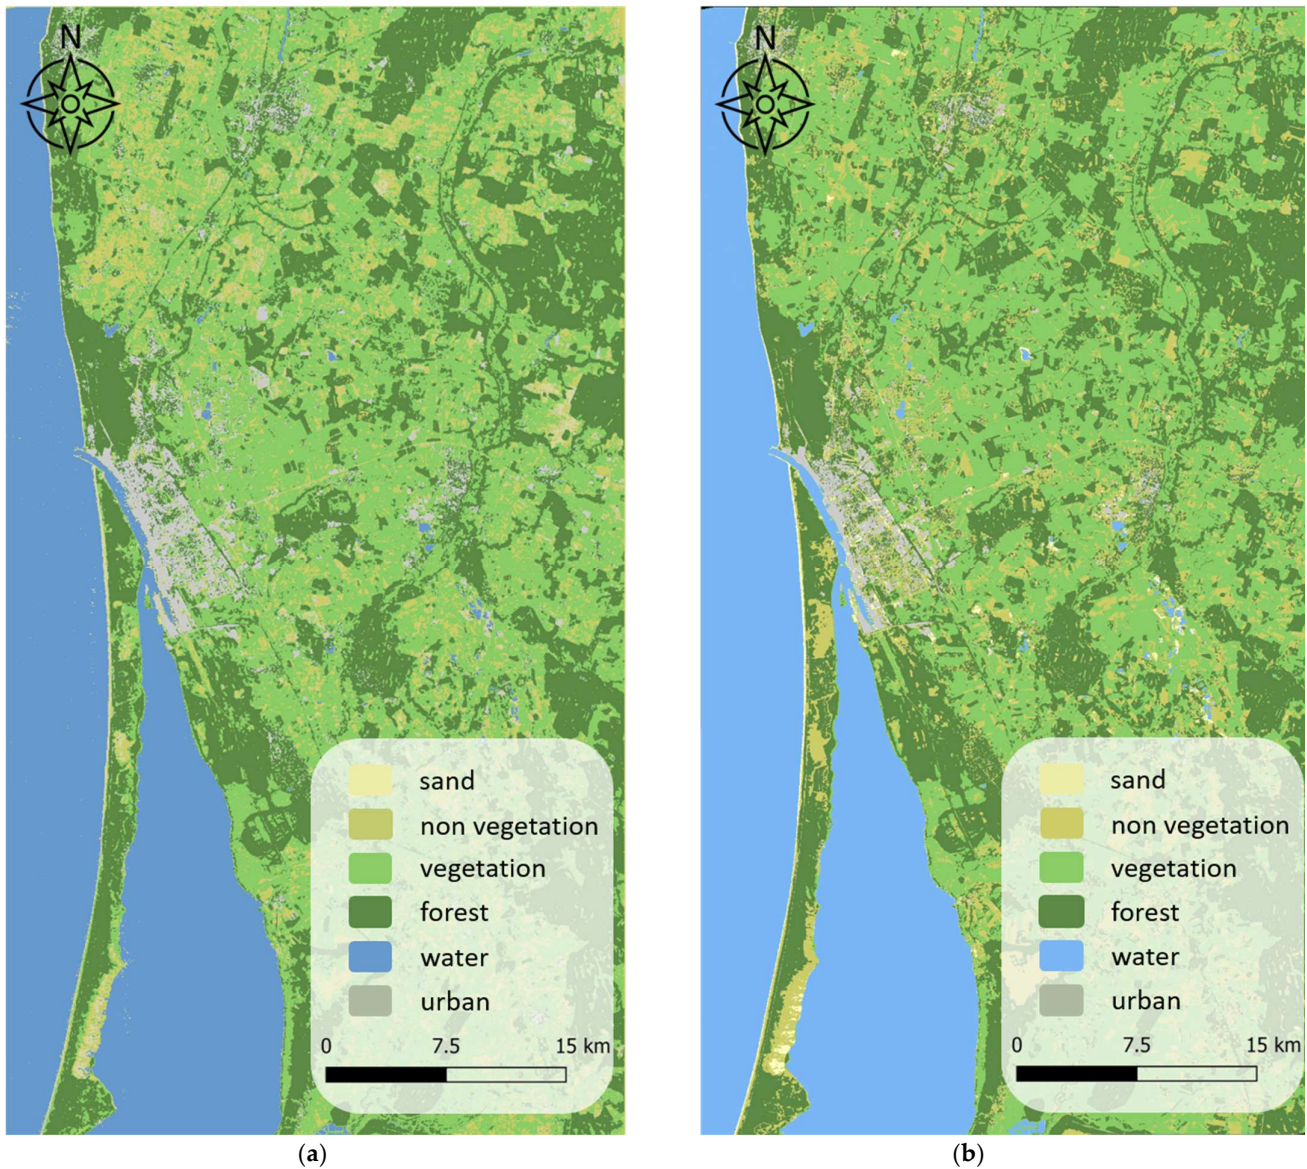 N
sand
non vegetation
vegetation
forest
water
urban
0 7.5 15 km
(a)
N
sand
non vegetation
vegetation
forest
water
urban
0 7.5 15 km
(b)